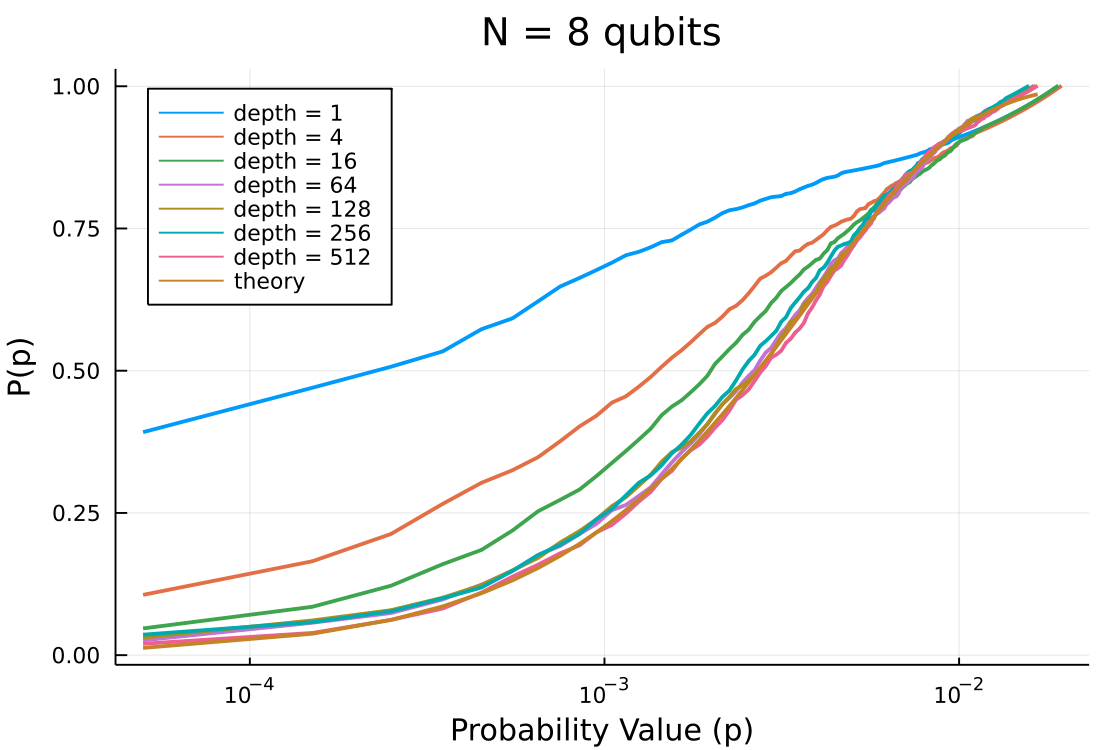 N = 8 qubits
P(p)
1.00
0.75
0.50
0.25
0.00
depth = 1
depth = 4
depth = 16
depth = 64
depth = 128
depth = 256
depth = 512
theory
10⁻⁴ 10⁻³ 10⁻²
Probability Value (p)